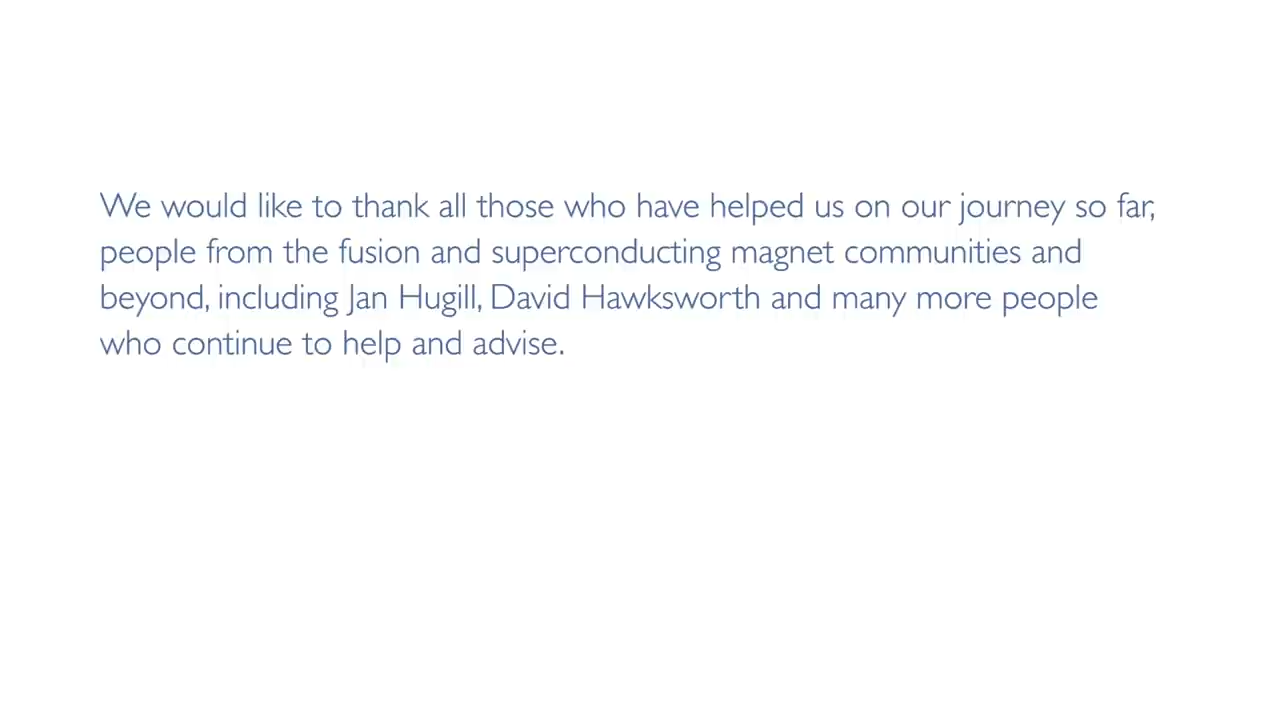 We would like to thank all those who have helped us on our journey so far,
people from the fusion and superconducting magnet communities and
beyond, including Jan Hugill, David Hawksworth and many more people
who continue to help and advise.